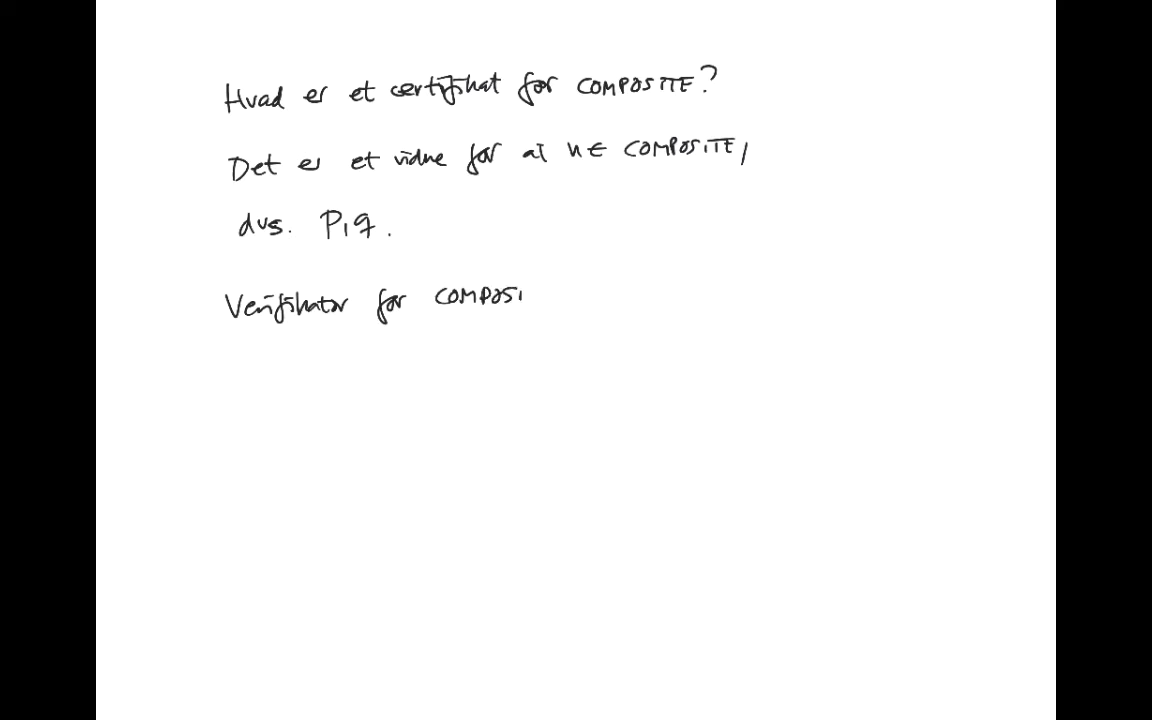 Hvad er et certifikat for COMPOSITE?
Det er et vidne for at n ∈ COMPOSITE,
dvs. p,q.
Verifikator for COMPOSI